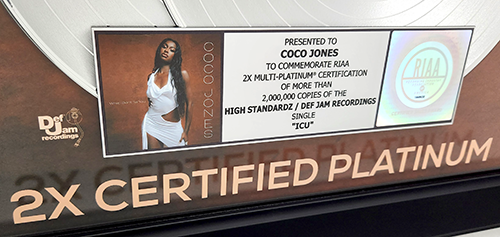 PRESENTED TO
COCO JONES
TO COMMEMORATE RIAA
2X MULTI-PLATINUM® CERTIFICATION
OF MORE THAN
2,000,000 COPIES OF THE
HIGH STANDARDZ / DEF JAM RECORDINGS
SINGLE
"ICU"
COCO JONES
RIAA
Def Jam
recordings
2X CERTIFIED PLATINUM